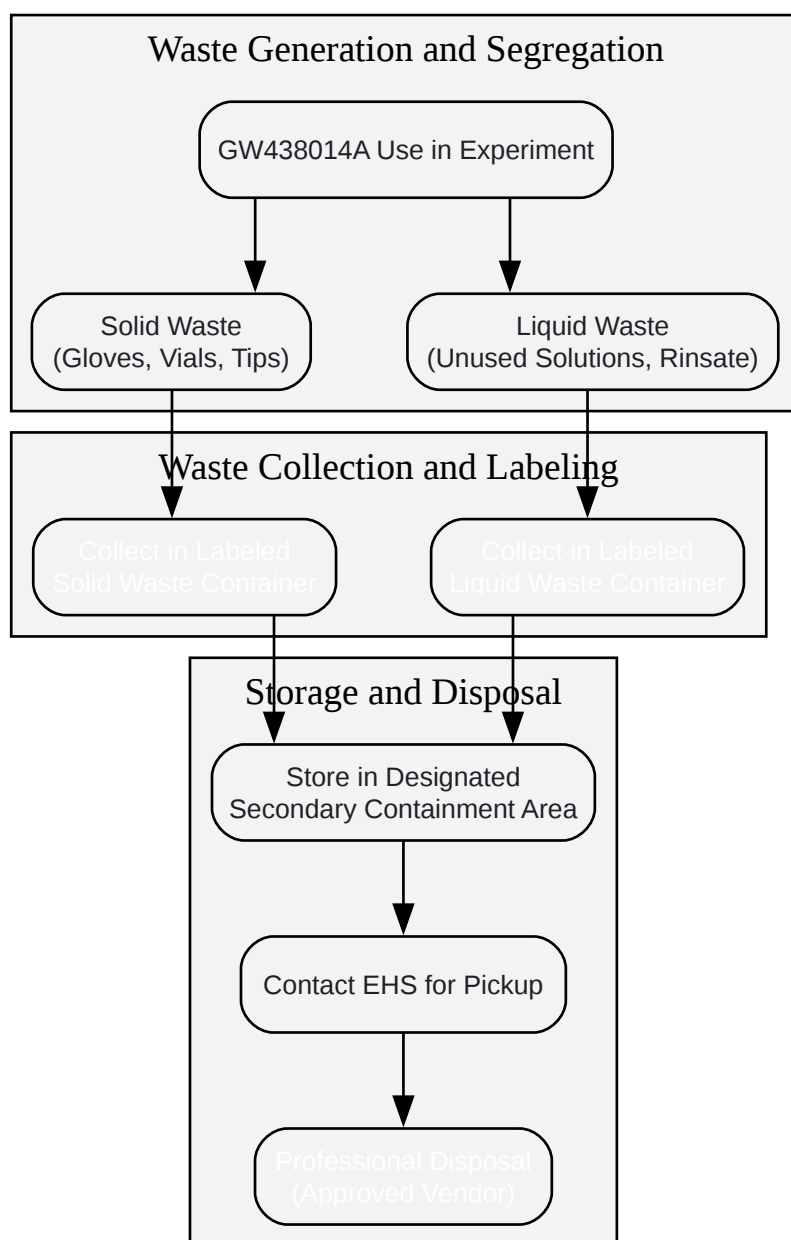 Waste Generation and Segregation
GW438014A Use in Experiment
Solid Waste
(Gloves, Vials, Tips)
Liquid Waste
(Unused Solutions, Rinsate)
Waste Collection and Labeling
Collect in Labeled
Solid Waste Container
Collect in Labeled
Liquid Waste Container
Storage and Disposal
Store in Designated
Secondary Containment Area
Contact EHS for Pickup
Professional Disposal
(Approved Vendor)